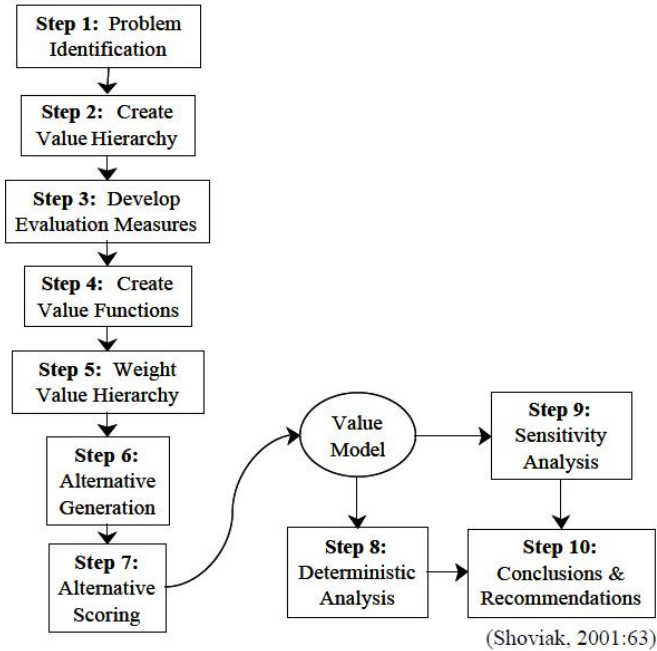 Step 1: Problem
Identification
Step 2: Create
Value Hierarchy
Step 3: Develop
Evaluation Measures
Step 4: Create
Value Functions
Step 5: Weight
Value Hierarchy
Step 6:
Alternative
Generation
Step 7:
Alternative
Scoring
Value
Model
Step 8:
Deterministic
Analysis
Step 9:
Sensitivity
Analysis
Step 10:
Conclusions &
Recommendations
(Shoviak, 2001:63)